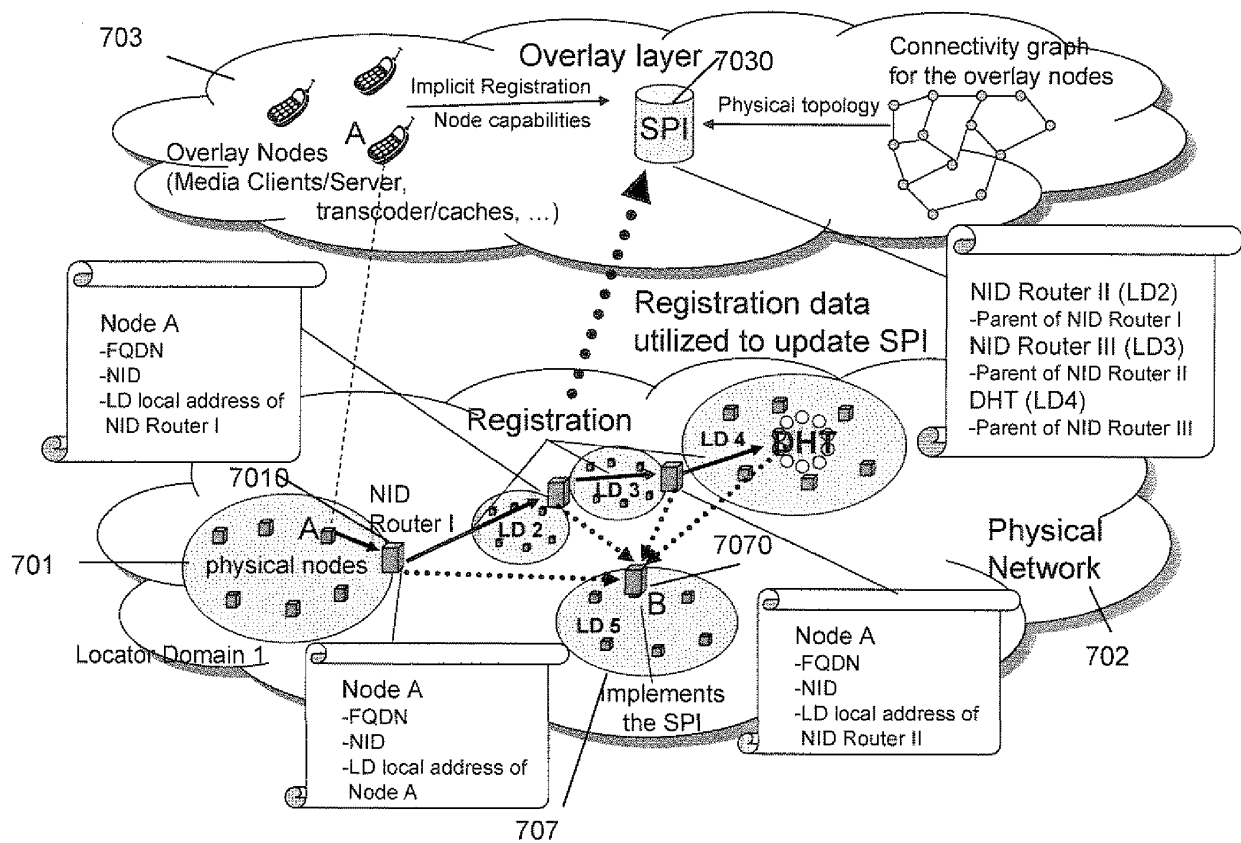 703
Overlay layer
7030
Connectivity graph
for the overlay nodes
Implicit Registration
Node capabilities
SPI
Physical topology
A
Overlay Nodes
(Media Clients/Server,
transcoder/caches, ...)
Node A
-FQDN
-NID
-LD local address of
NID Router I
Registration data
utilized to update SPI
NID Router II (LD2)
-Parent of NID Router I
NID Router III (LD3)
-Parent of NID Router II
DHT (LD4)
-Parent of NID Router III
Registration
LD 4
DHT
7010
NID
Router I
LD 3
LD 2
A
701
physical nodes
7070
Physical
Network
B
LD 5
Locator Domain 1
702
Implements
the SPI
Node A
-FQDN
-NID
-LD local address of
Node A
Node A
-FQDN
-NID
-LD local address of
NID Router II
707